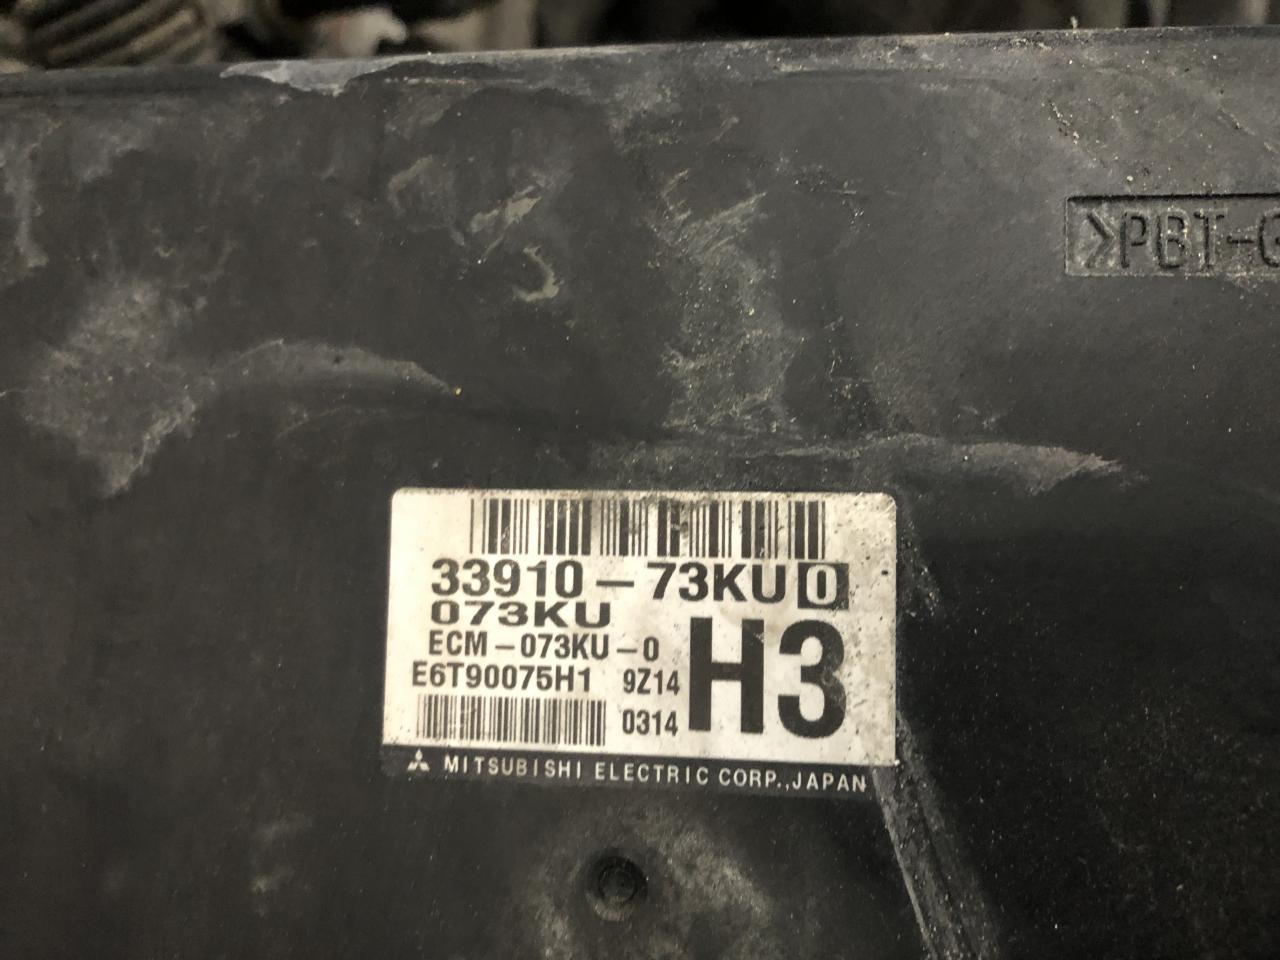 >PBT-G
33910-73KU0
073KU
ECM-073KU-0
H3
E6T90075H1 9Z14
0314
MITSUBISHI ELECTRIC CORP.,JAPAN